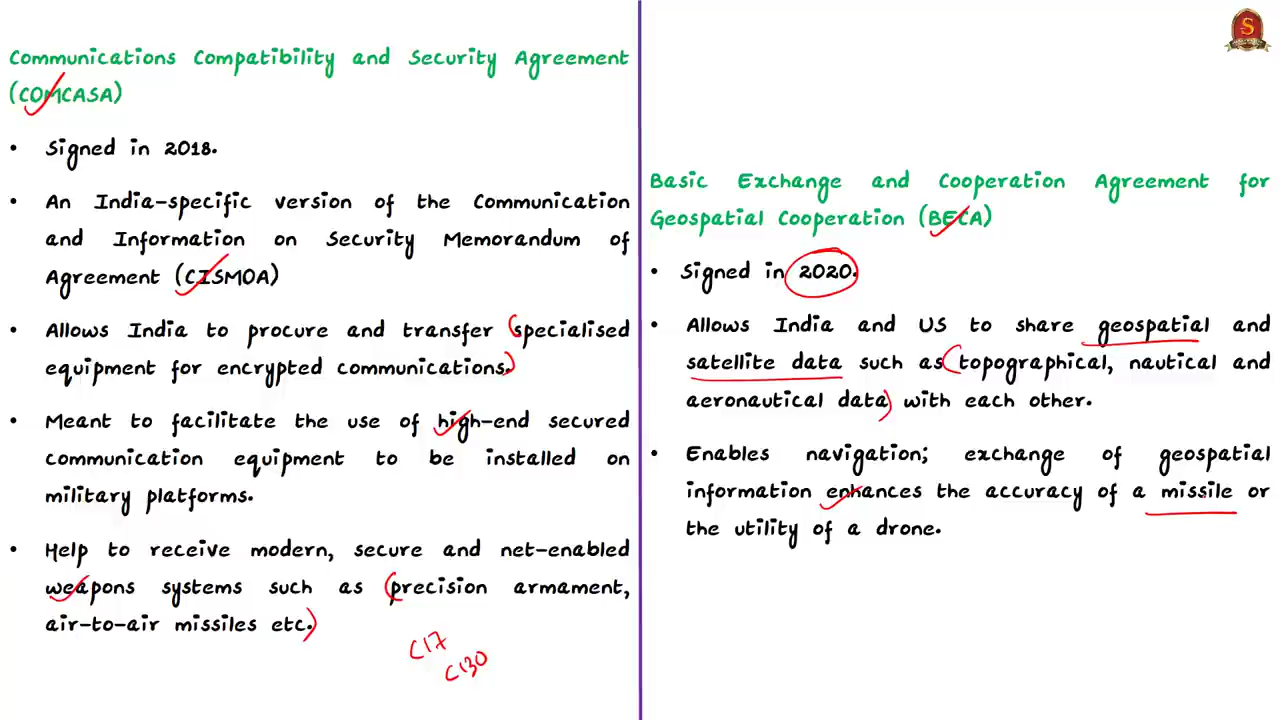 Communications Compatibility and Security Agreement
(COMCASA)
• Signed in 2018.
• An India-specific version of the Communication
and Information on Security Memorandum of
Agreement (CISMOA)
• Allows India to procure and transfer specialised
equipment for encrypted communications.
• Meant to facilitate the use of high-end secured
communication equipment to be installed on
military platforms.
• Help to receive modern, secure and net-enabled
weapons systems such as precision armament,
air-to-air missiles etc.
C17
C130
Basic Exchange and Cooperation Agreement for
Geospatial Cooperation (BECA)
• Signed in 2020.
• Allows India and US to share geospatial and
satellite data such as topographical, nautical and
aeronautical data with each other.
• Enables navigation; exchange of geospatial
information enhances the accuracy of a missile or
the utility of a drone.
S